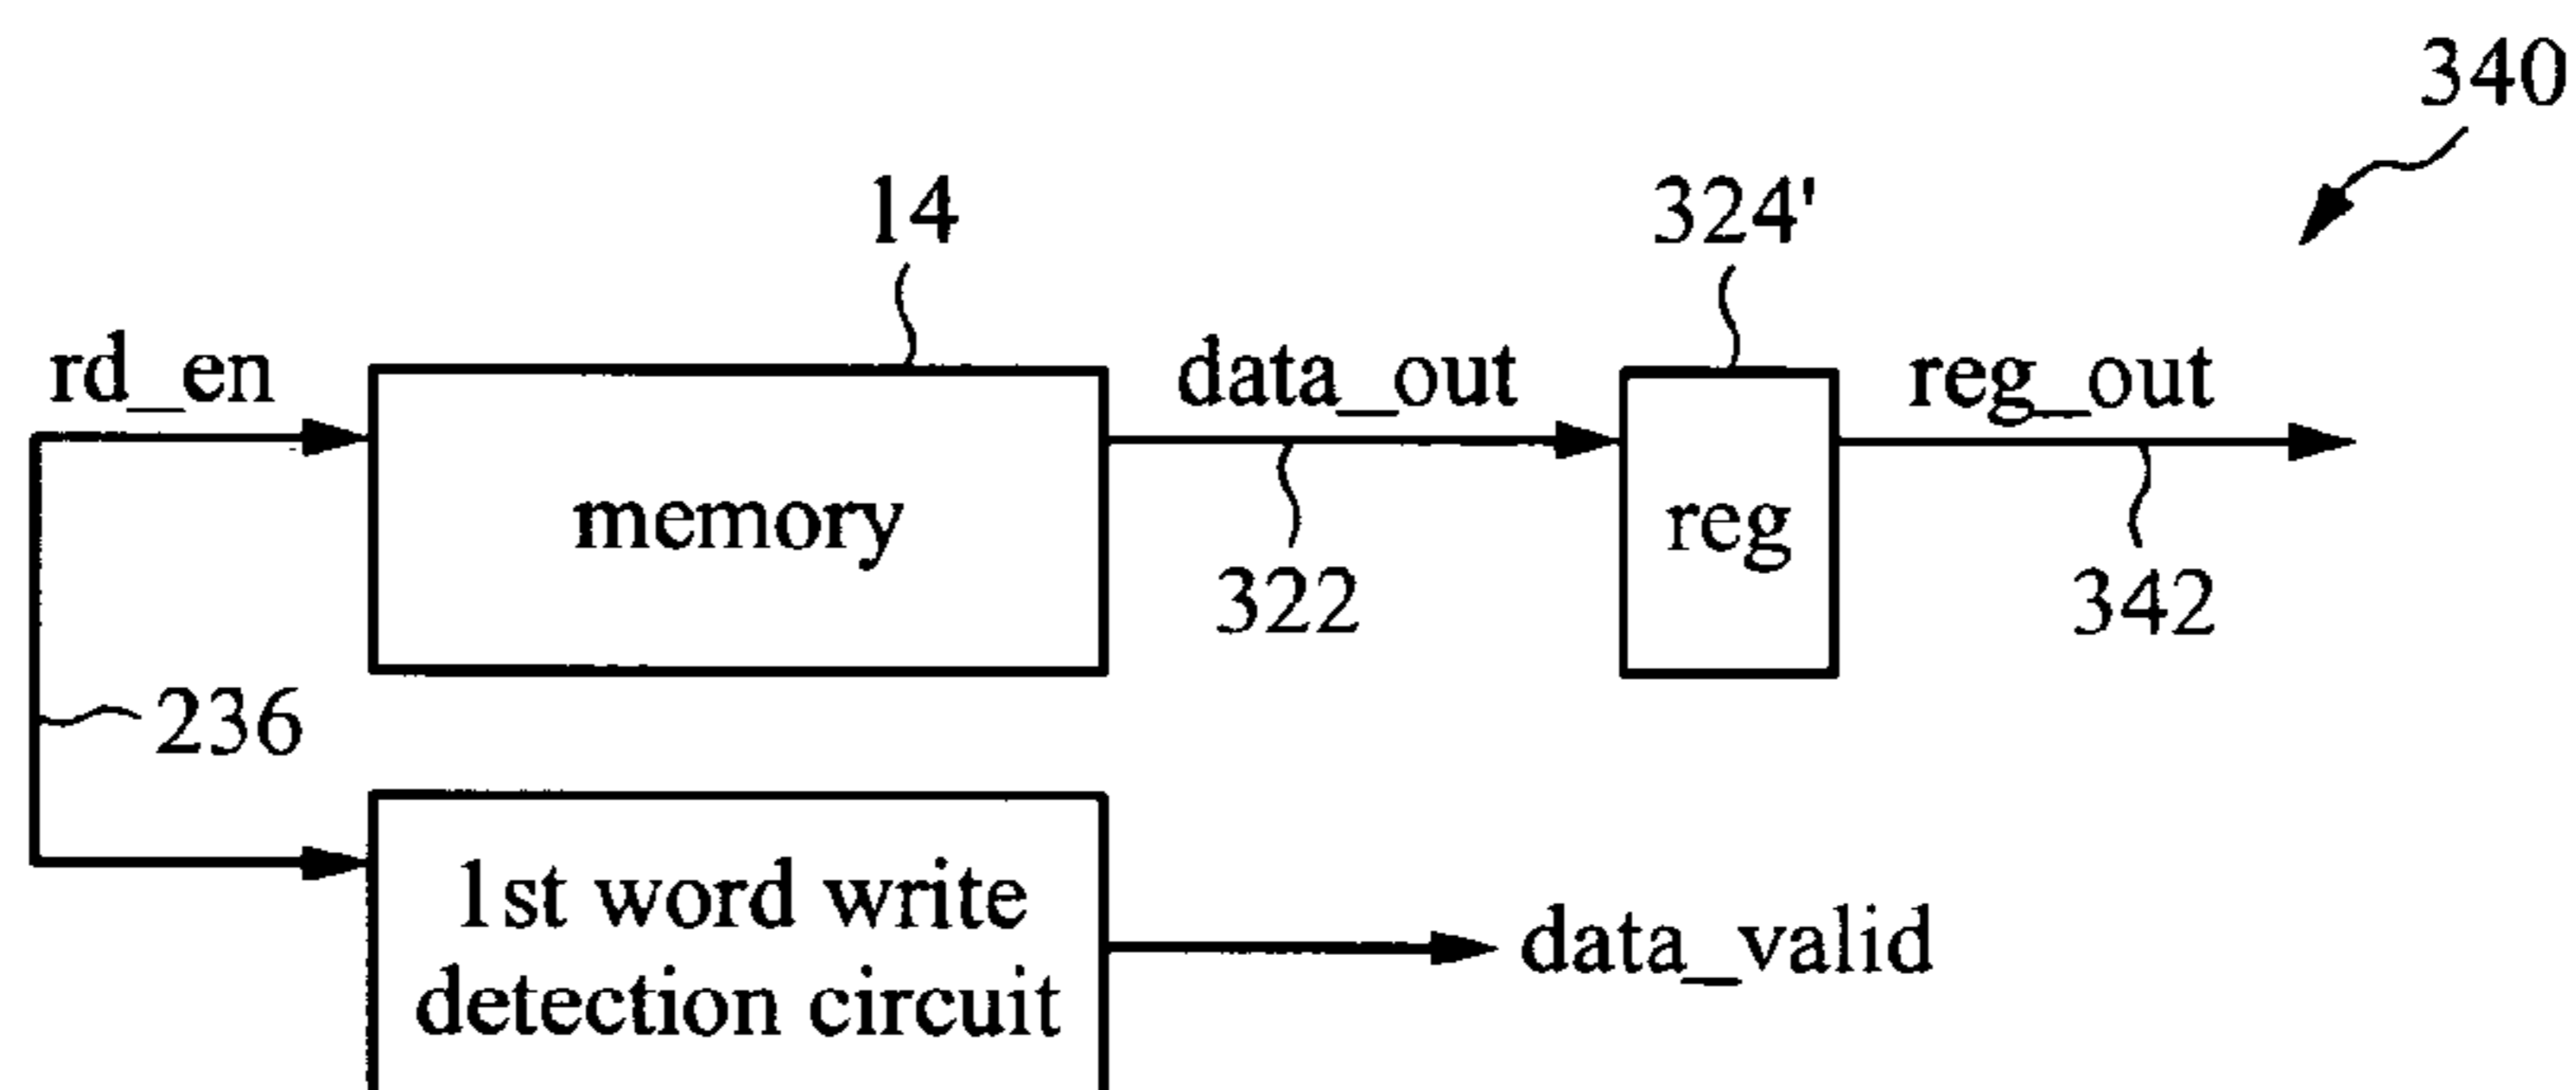 340
14
324'
rd_en
data_out
reg_out
memory
reg
322
342
236
1st word write
detection circuit
data_valid